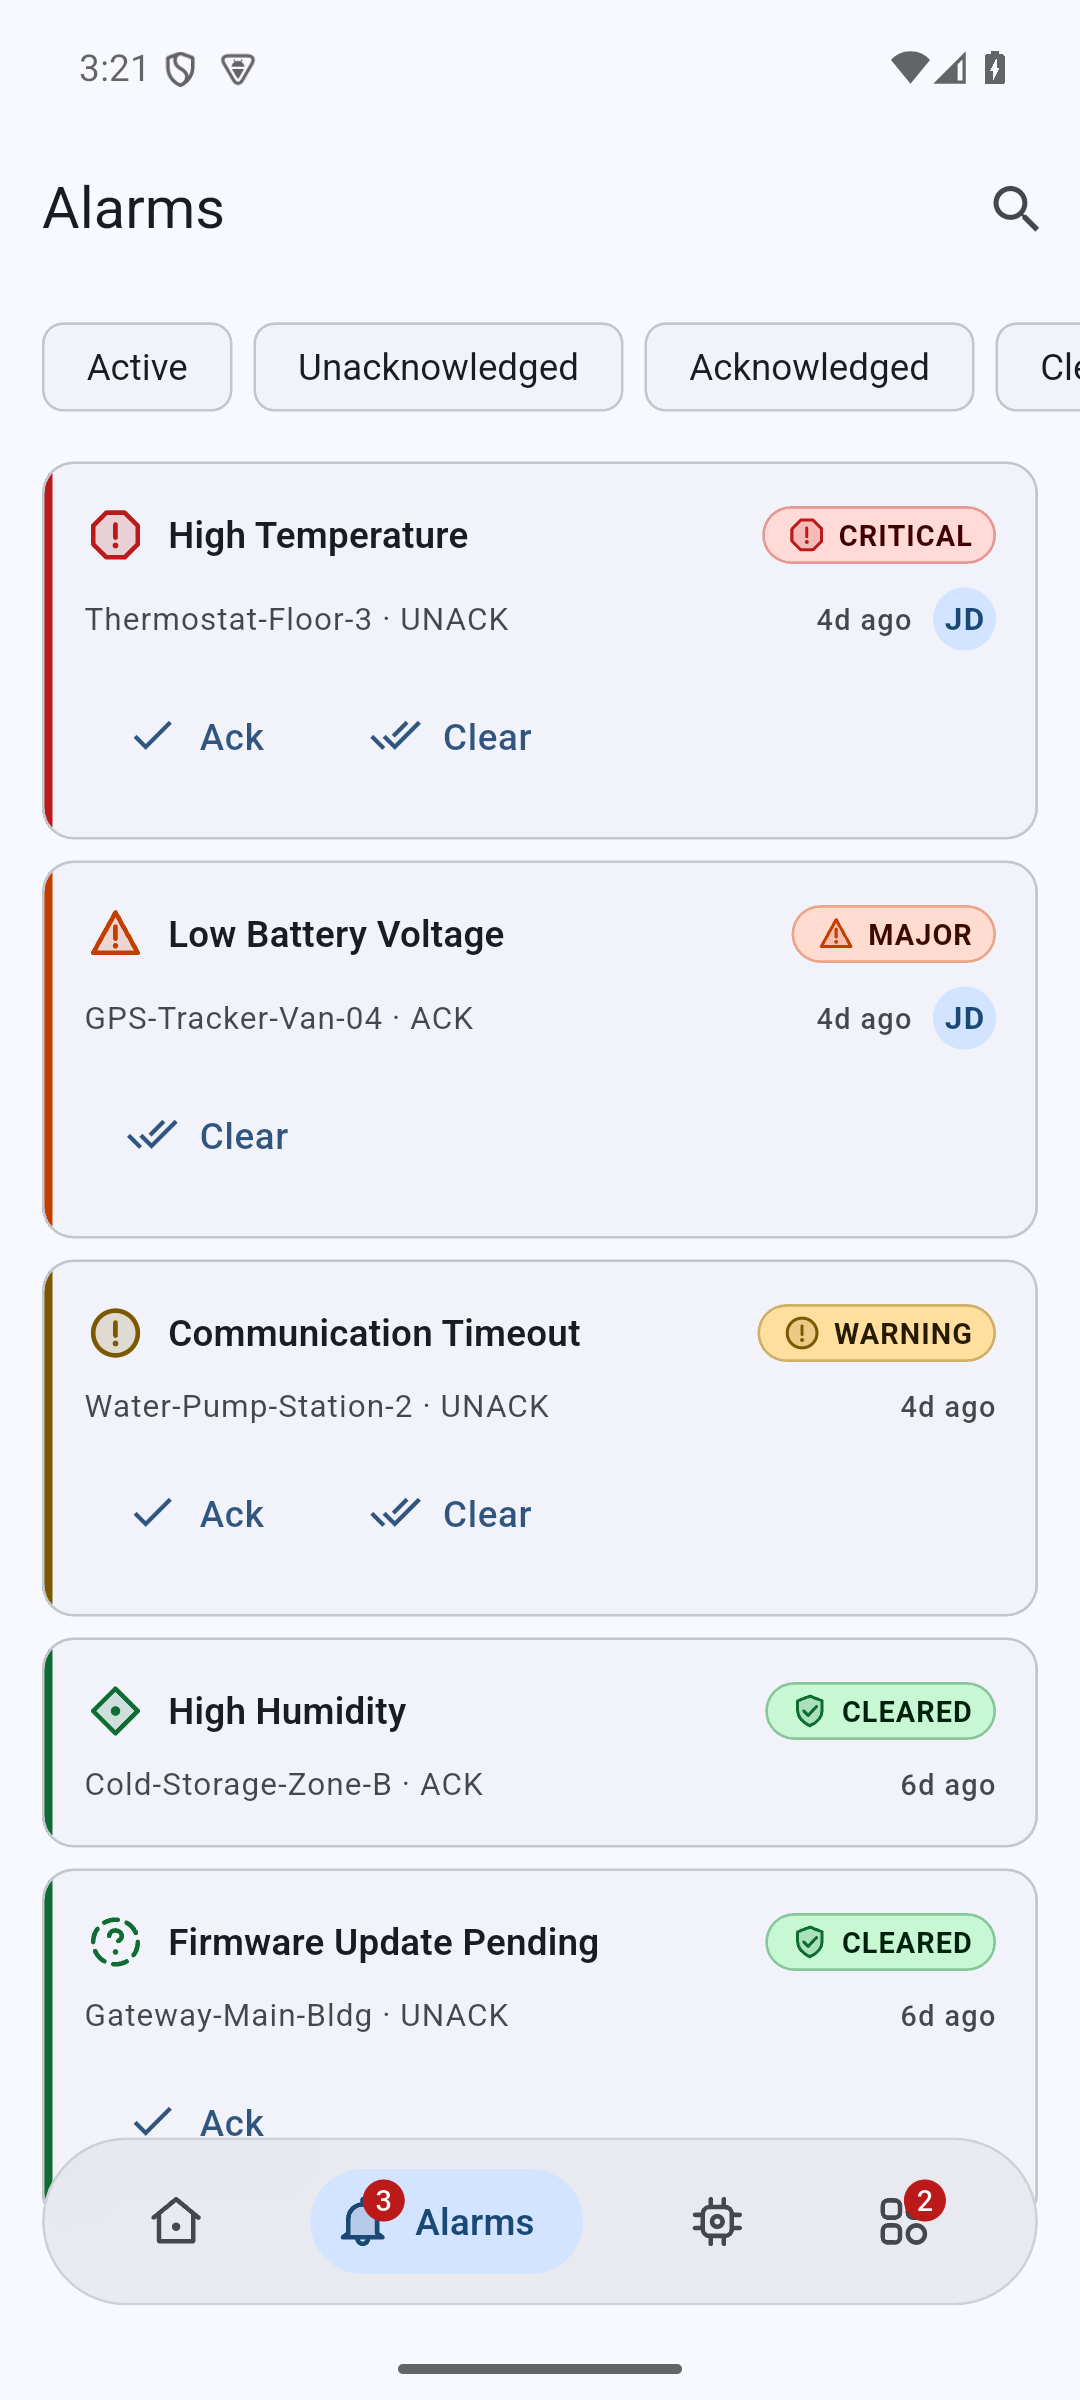 3:21
Alarms
Active
Unacknowledged
Acknowledged
Cle
High Temperature
CRITICAL
Thermostat-Floor-3 · UNACK
4d ago
JD
Ack
Clear
Low Battery Voltage
MAJOR
GPS-Tracker-Van-04 · ACK
4d ago
JD
Clear
Communication Timeout
WARNING
Water-Pump-Station-2 · UNACK
4d ago
Ack
Clear
High Humidity
CLEARED
Cold-Storage-Zone-B · ACK
6d ago
Firmware Update Pending
CLEARED
Gateway-Main-Bldg · UNACK
6d ago
Ack
3
Alarms
2